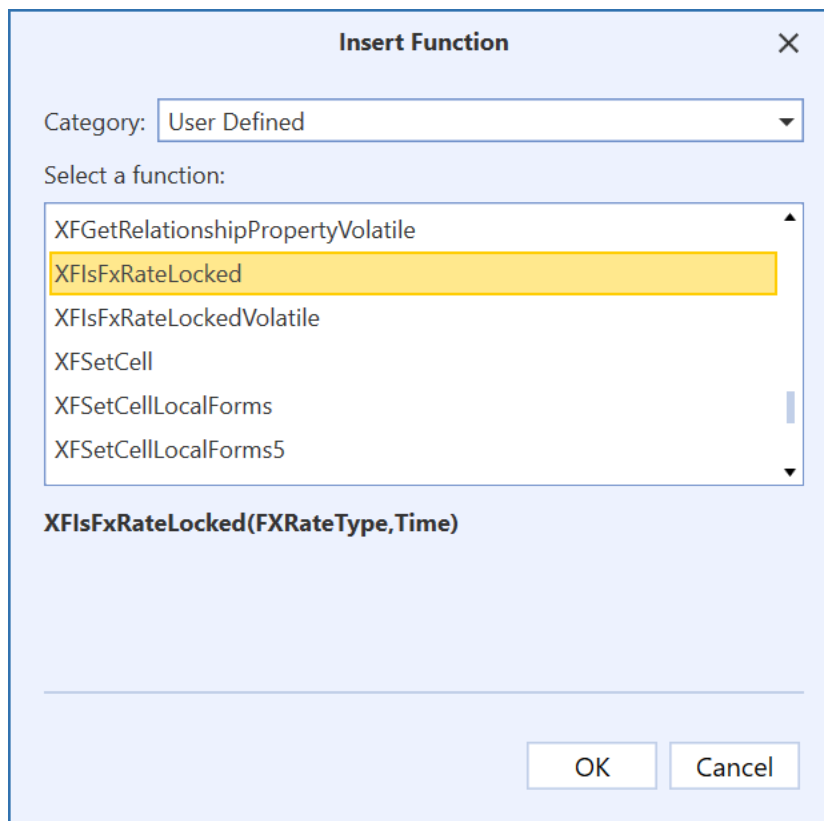 Insert Function
Category: User Defined
Select a function:
XFGetRelationshipPropertyVolatile
XFIsFxRateLocked
XFIsFxRateLockedVolatile
XFSetCell
XFSetCellLocalForms
XFSetCellLocalForms5
XFIsFxRateLocked(FXRateType,Time)
OK Cancel